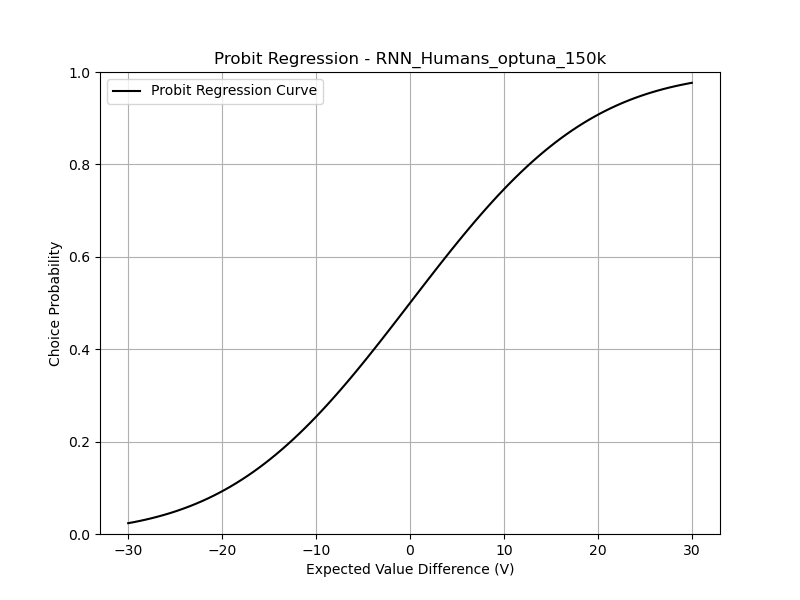 Probit Regression - RNN_Humans_optuna_150k
Probit Regression Curve
1.0
0.8
0.6
0.4
0.2
0.0
Choice Probability
−30 −20 −10 0 10 20 30
Expected Value Difference (V)